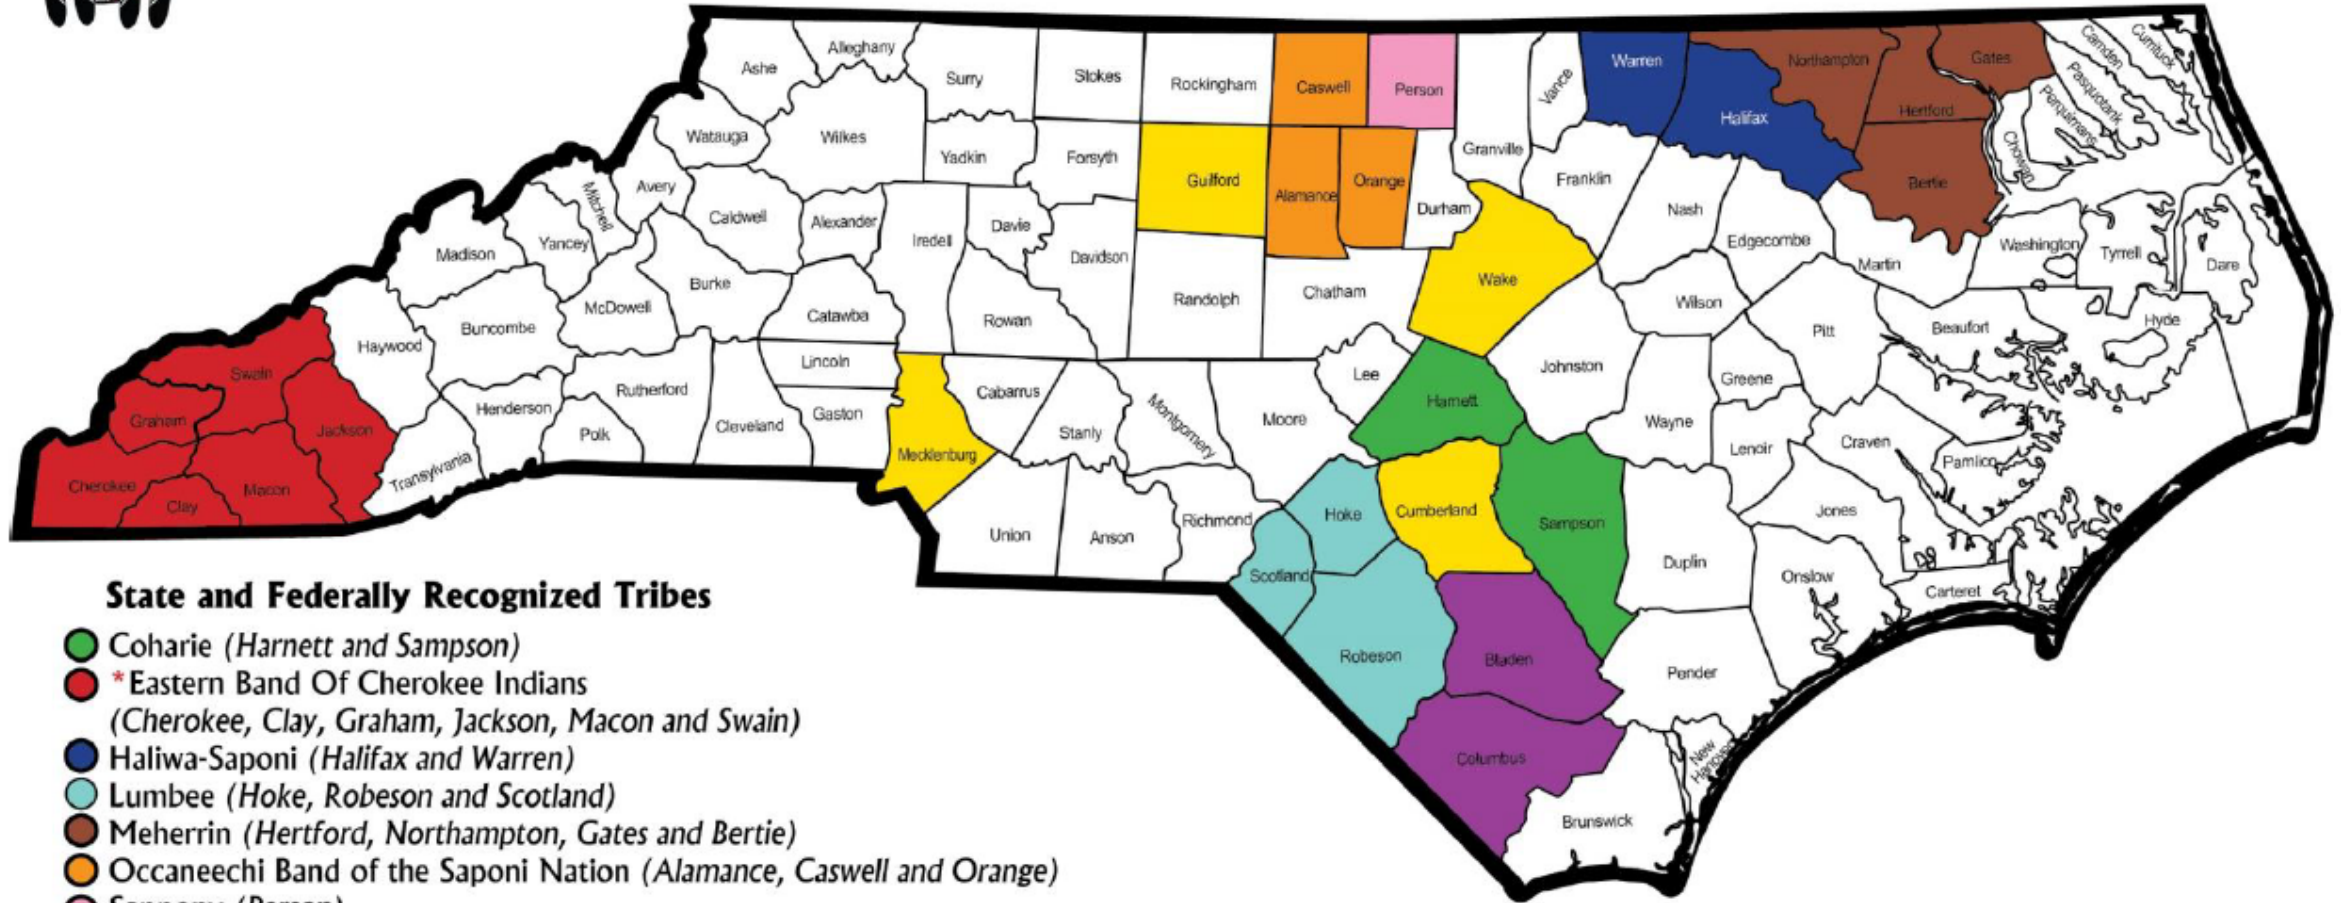 Ashe
Alleghany
Surry
Stokes
Rockingham
Caswell
Person
Vance
Warren
Northampton
Gates
Camden
Currituck
Pasquotank
Perquimans
Halifax
Hertford
Watauga
Wilkes
Yadkin
Forsyth
Guilford
Alamance
Orange
Durham
Granville
Franklin
Nash
Edgecombe
Bertie
Chowan
Mitchell
Avery
Caldwell
Alexander
Iredell
Davie
Davidson
Madison
Yancey
McDowell
Burke
Catawba
Rowan
Randolph
Chatham
Wake
Wilson
Martin
Washington
Tyrrell
Dare
Haywood
Buncombe
Rutherford
Lincoln
Gaston
Cabarrus
Lee
Johnston
Greene
Pitt
Beaufort
Hyde
Swain
Graham
Jackson
Henderson
Polk
Cleveland
Mecklenburg
Stanly
Montgomery
Moore
Harnett
Wayne
Lenoir
Craven
Pamlico
Cherokee
Clay
Macon
Transylvania
Union
Anson
Richmond
Hoke
Cumberland
Sampson
Duplin
Jones
Onslow
Carteret
Scotland
Robeson
Bladen
Pender
Columbus
New
Hanover
Brunswick
State and Federally Recognized Tribes
Coharie (Harnett and Sampson)
*Eastern Band Of Cherokee Indians
(Cherokee, Clay, Graham, Jackson, Macon and Swain)
Haliwa-Saponi (Halifax and Warren)
Lumbee (Hoke, Robeson and Scotland)
Meherrin (Hertford, Northampton, Gates and Bertie)
Occaneechi Band of the Saponi Nation (Alamance, Caswell and Orange)